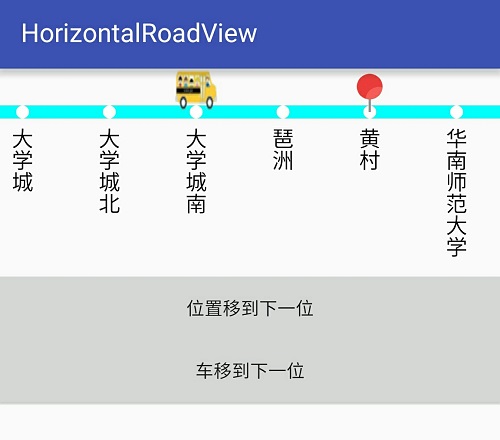 HorizontalRoadView
大学城
大学城北
大学城南
琶洲
黄村
华南师范大学
位置移到下一位
车移到下一位